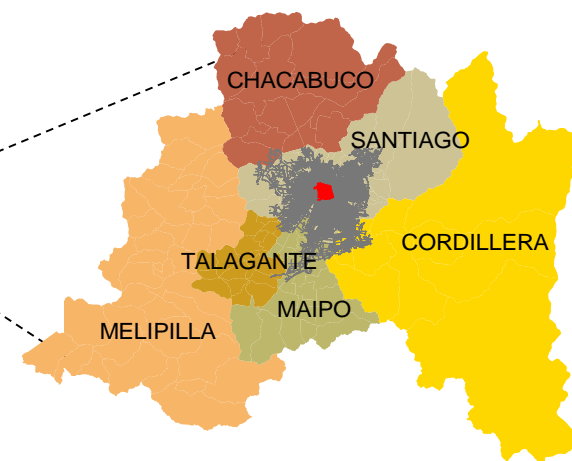 CHACABUCO
SANTIAGO
CORDILLERA
TALAGANTE
MAIPO
MELIPILLA